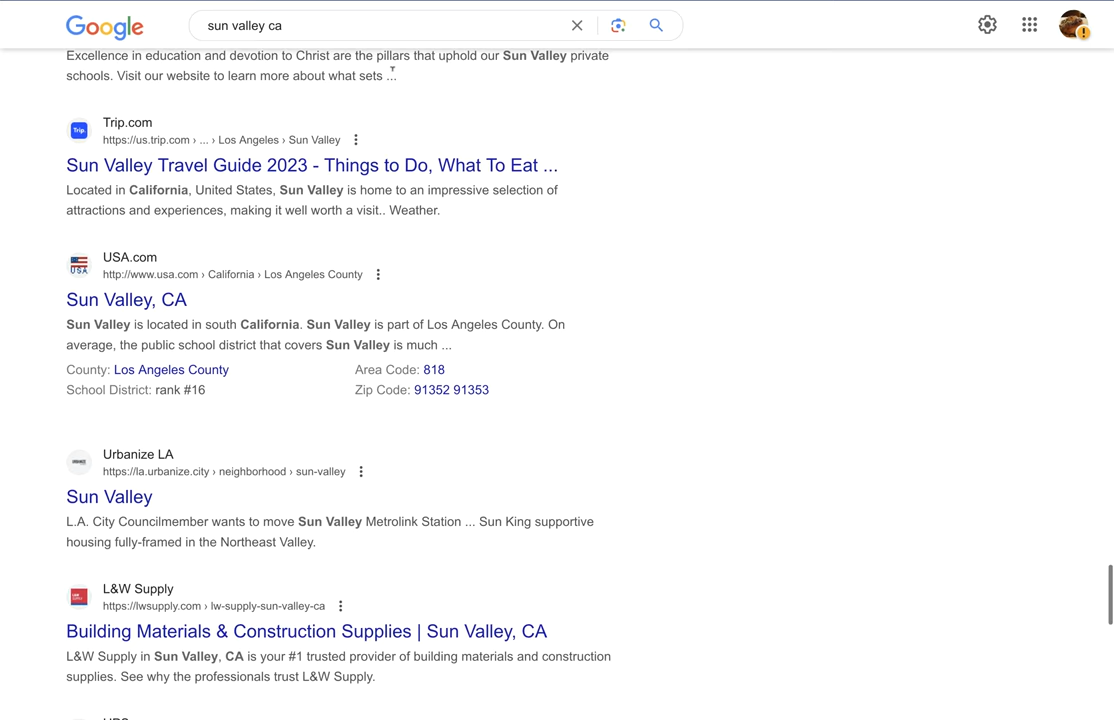 Google
sun valley ca
Excellence in education and devotion to Christ are the pillars that uphold our Sun Valley private
schools. Visit our website to learn more about what sets ...
Trip.
Trip.com
https://us.trip.com › ... › Los Angeles › Sun Valley
Sun Valley Travel Guide 2023 - Things to Do, What To Eat ...
Located in California, United States, Sun Valley is home to an impressive selection of
attractions and experiences, making it well worth a visit.. Weather.
USA
USA.com
http://www.usa.com › California › Los Angeles County
Sun Valley, CA
Sun Valley is located in south California. Sun Valley is part of Los Angeles County. On
average, the public school district that covers Sun Valley is much ...
County: Los Angeles County Area Code: 818
School District: rank #16 Zip Code: 91352 91353
Urbanize LA
https://la.urbanize.city › neighborhood › sun-valley
Sun Valley
L.A. City Councilmember wants to move Sun Valley Metrolink Station ... Sun King supportive
housing fully-framed in the Northeast Valley.
L&W Supply
https://lwsupply.com › lw-supply-sun-valley-ca
Building Materials & Construction Supplies | Sun Valley, CA
L&W Supply in Sun Valley, CA is your #1 trusted provider of building materials and construction
supplies. See why the professionals trust L&W Supply.